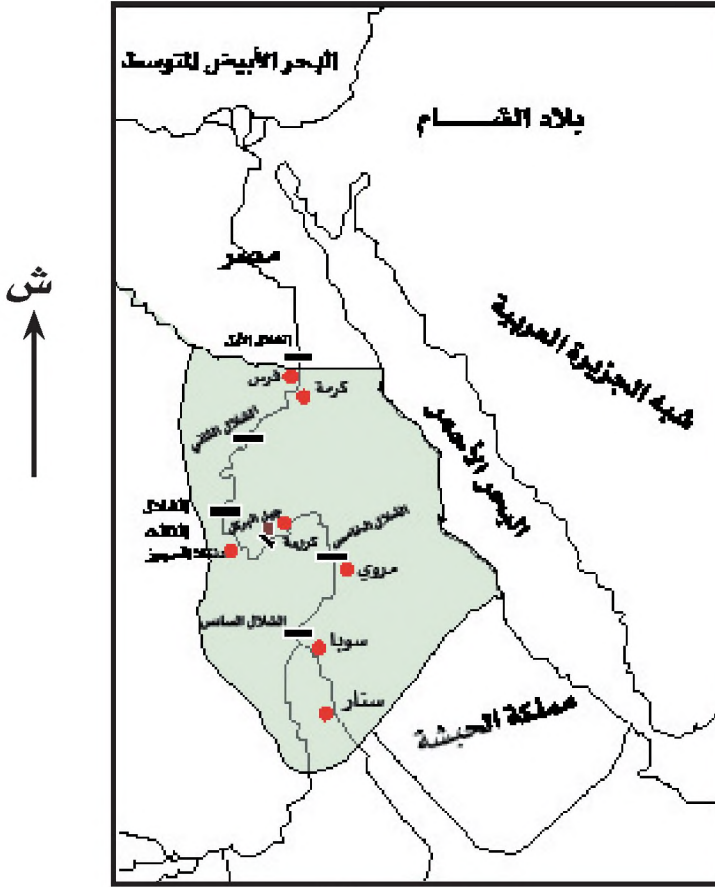 البحر الأبيض المتوسط
بلاد الشــــام
ش
مصر
شبه الجزيرة العربية
الشلال الأول
فرس
كرمة
البحر الأحمر
الشلال الثاني
الشلال
الثالث
جبل البركل
كريمة
الشلال الخامس
مروي
الشلال السادس
سوبا
سنار
مملكة الحبشة